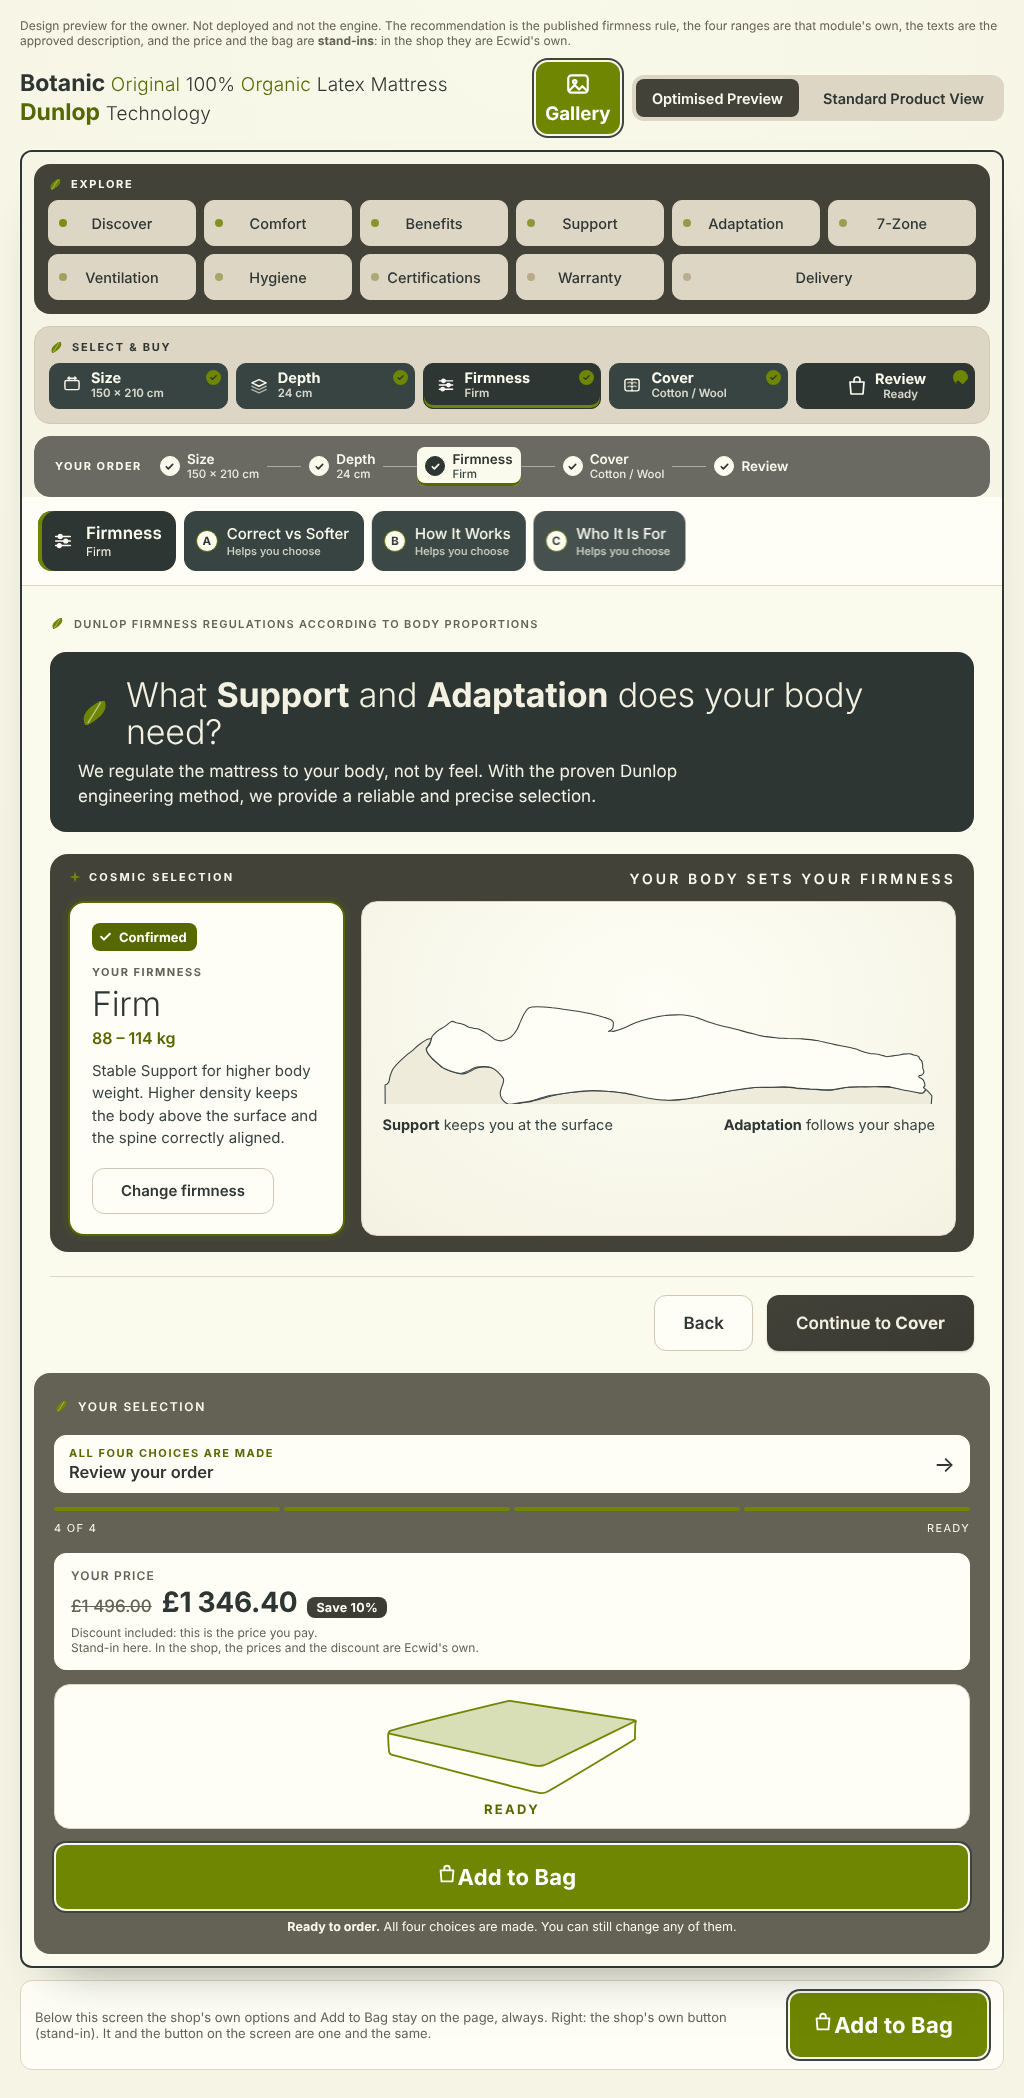 Design preview for the owner. Not deployed and not the engine. The recommendation is the published firmness rule, the four ranges are that module's own, the texts are the
approved description, and the price and the bag are stand-ins: in the shop they are Ecwid's own.
Botanic Original 100% Organic Latex Mattress
Dunlop Technology
Gallery
Optimised Preview
Standard Product View
EXPLORE
Discover
Comfort
Benefits
Support
Adaptation
7-Zone
Ventilation
Hygiene
Certifications
Warranty
Delivery
SELECT & BUY
Size
150 × 210 cm
Depth
24 cm
Firmness
Firm
Cover
Cotton / Wool
Review
Ready
YOUR ORDER
Size
150 × 210 cm
Depth
24 cm
Firmness
Firm
Cover
Cotton / Wool
Review
Firmness
Firm
A
Correct vs Softer
Helps you choose
B
How It Works
Helps you choose
C
Who It Is For
Helps you choose
DUNLOP FIRMNESS REGULATIONS ACCORDING TO BODY PROPORTIONS
What Support and Adaptation does your body
need?
We regulate the mattress to your body, not by feel. With the proven Dunlop
engineering method, we provide a reliable and precise selection.
COSMIC SELECTION
YOUR BODY SETS YOUR FIRMNESS
Confirmed
YOUR FIRMNESS
Firm
88 – 114 kg
Stable Support for higher body
weight. Higher density keeps
the body above the surface and
the spine correctly aligned.
Change firmness
Support keeps you at the surface
Adaptation follows your shape
Back
Continue to Cover
YOUR SELECTION
ALL FOUR CHOICES ARE MADE
Review your order
4 OF 4
READY
YOUR PRICE
£1 496.00 £1 346.40 Save 10%
Discount included: this is the price you pay.
Stand-in here. In the shop, the prices and the discount are Ecwid's own.
READY
Add to Bag
Ready to order. All four choices are made. You can still change any of them.
Below this screen the shop's own options and Add to Bag stay on the page, always. Right: the shop's own button
(stand-in). It and the button on the screen are one and the same.
Add to Bag